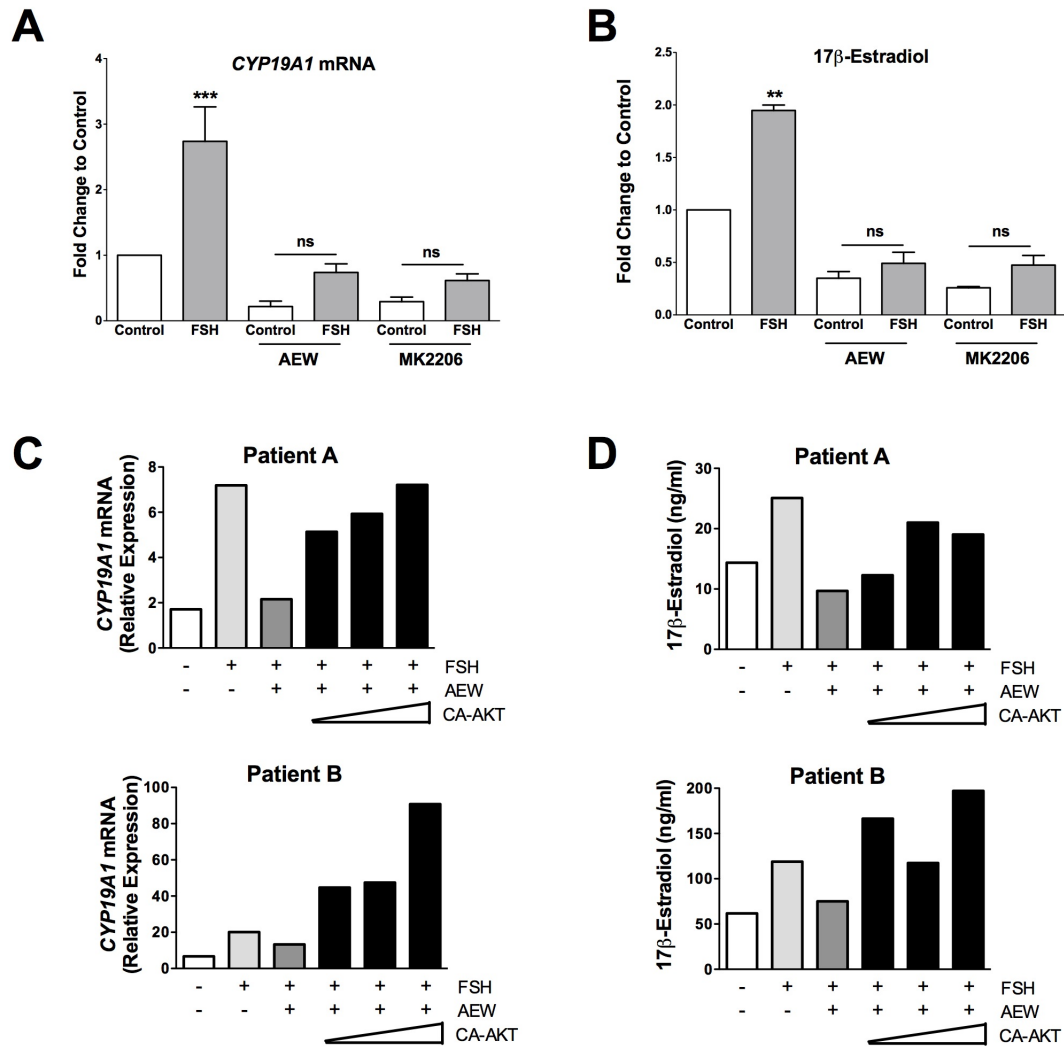 A
CYP19A1 mRNA
Fold Change to Control
4
3
2
1
0
***
ns
ns
Control
FSH
Control
FSH
Control
FSH
AEW
MK2206
B
17β-Estradiol
Fold Change to Control
2.5
2.0
1.5
1.0
0.5
0.0
**
ns
ns
Control
FSH
Control
FSH
Control
FSH
AEW
MK2206
C
Patient A
CYP19A1 mRNA
(Relative Expression)
8
6
4
2
0
- + + + + + FSH
- - + + + + AEW
CA-AKT
Patient B
CYP19A1 mRNA
(Relative Expression)
100
80
60
40
20
0
- + + + + + FSH
- - + + + + AEW
CA-AKT
D
Patient A
17β-Estradiol (ng/ml)
30
20
10
0
- + + + + + FSH
- - + + + + AEW
CA-AKT
Patient B
17β-Estradiol (ng/ml)
200
150
100
50
0
- + + + + + FSH
- - + + + + AEW
CA-AKT